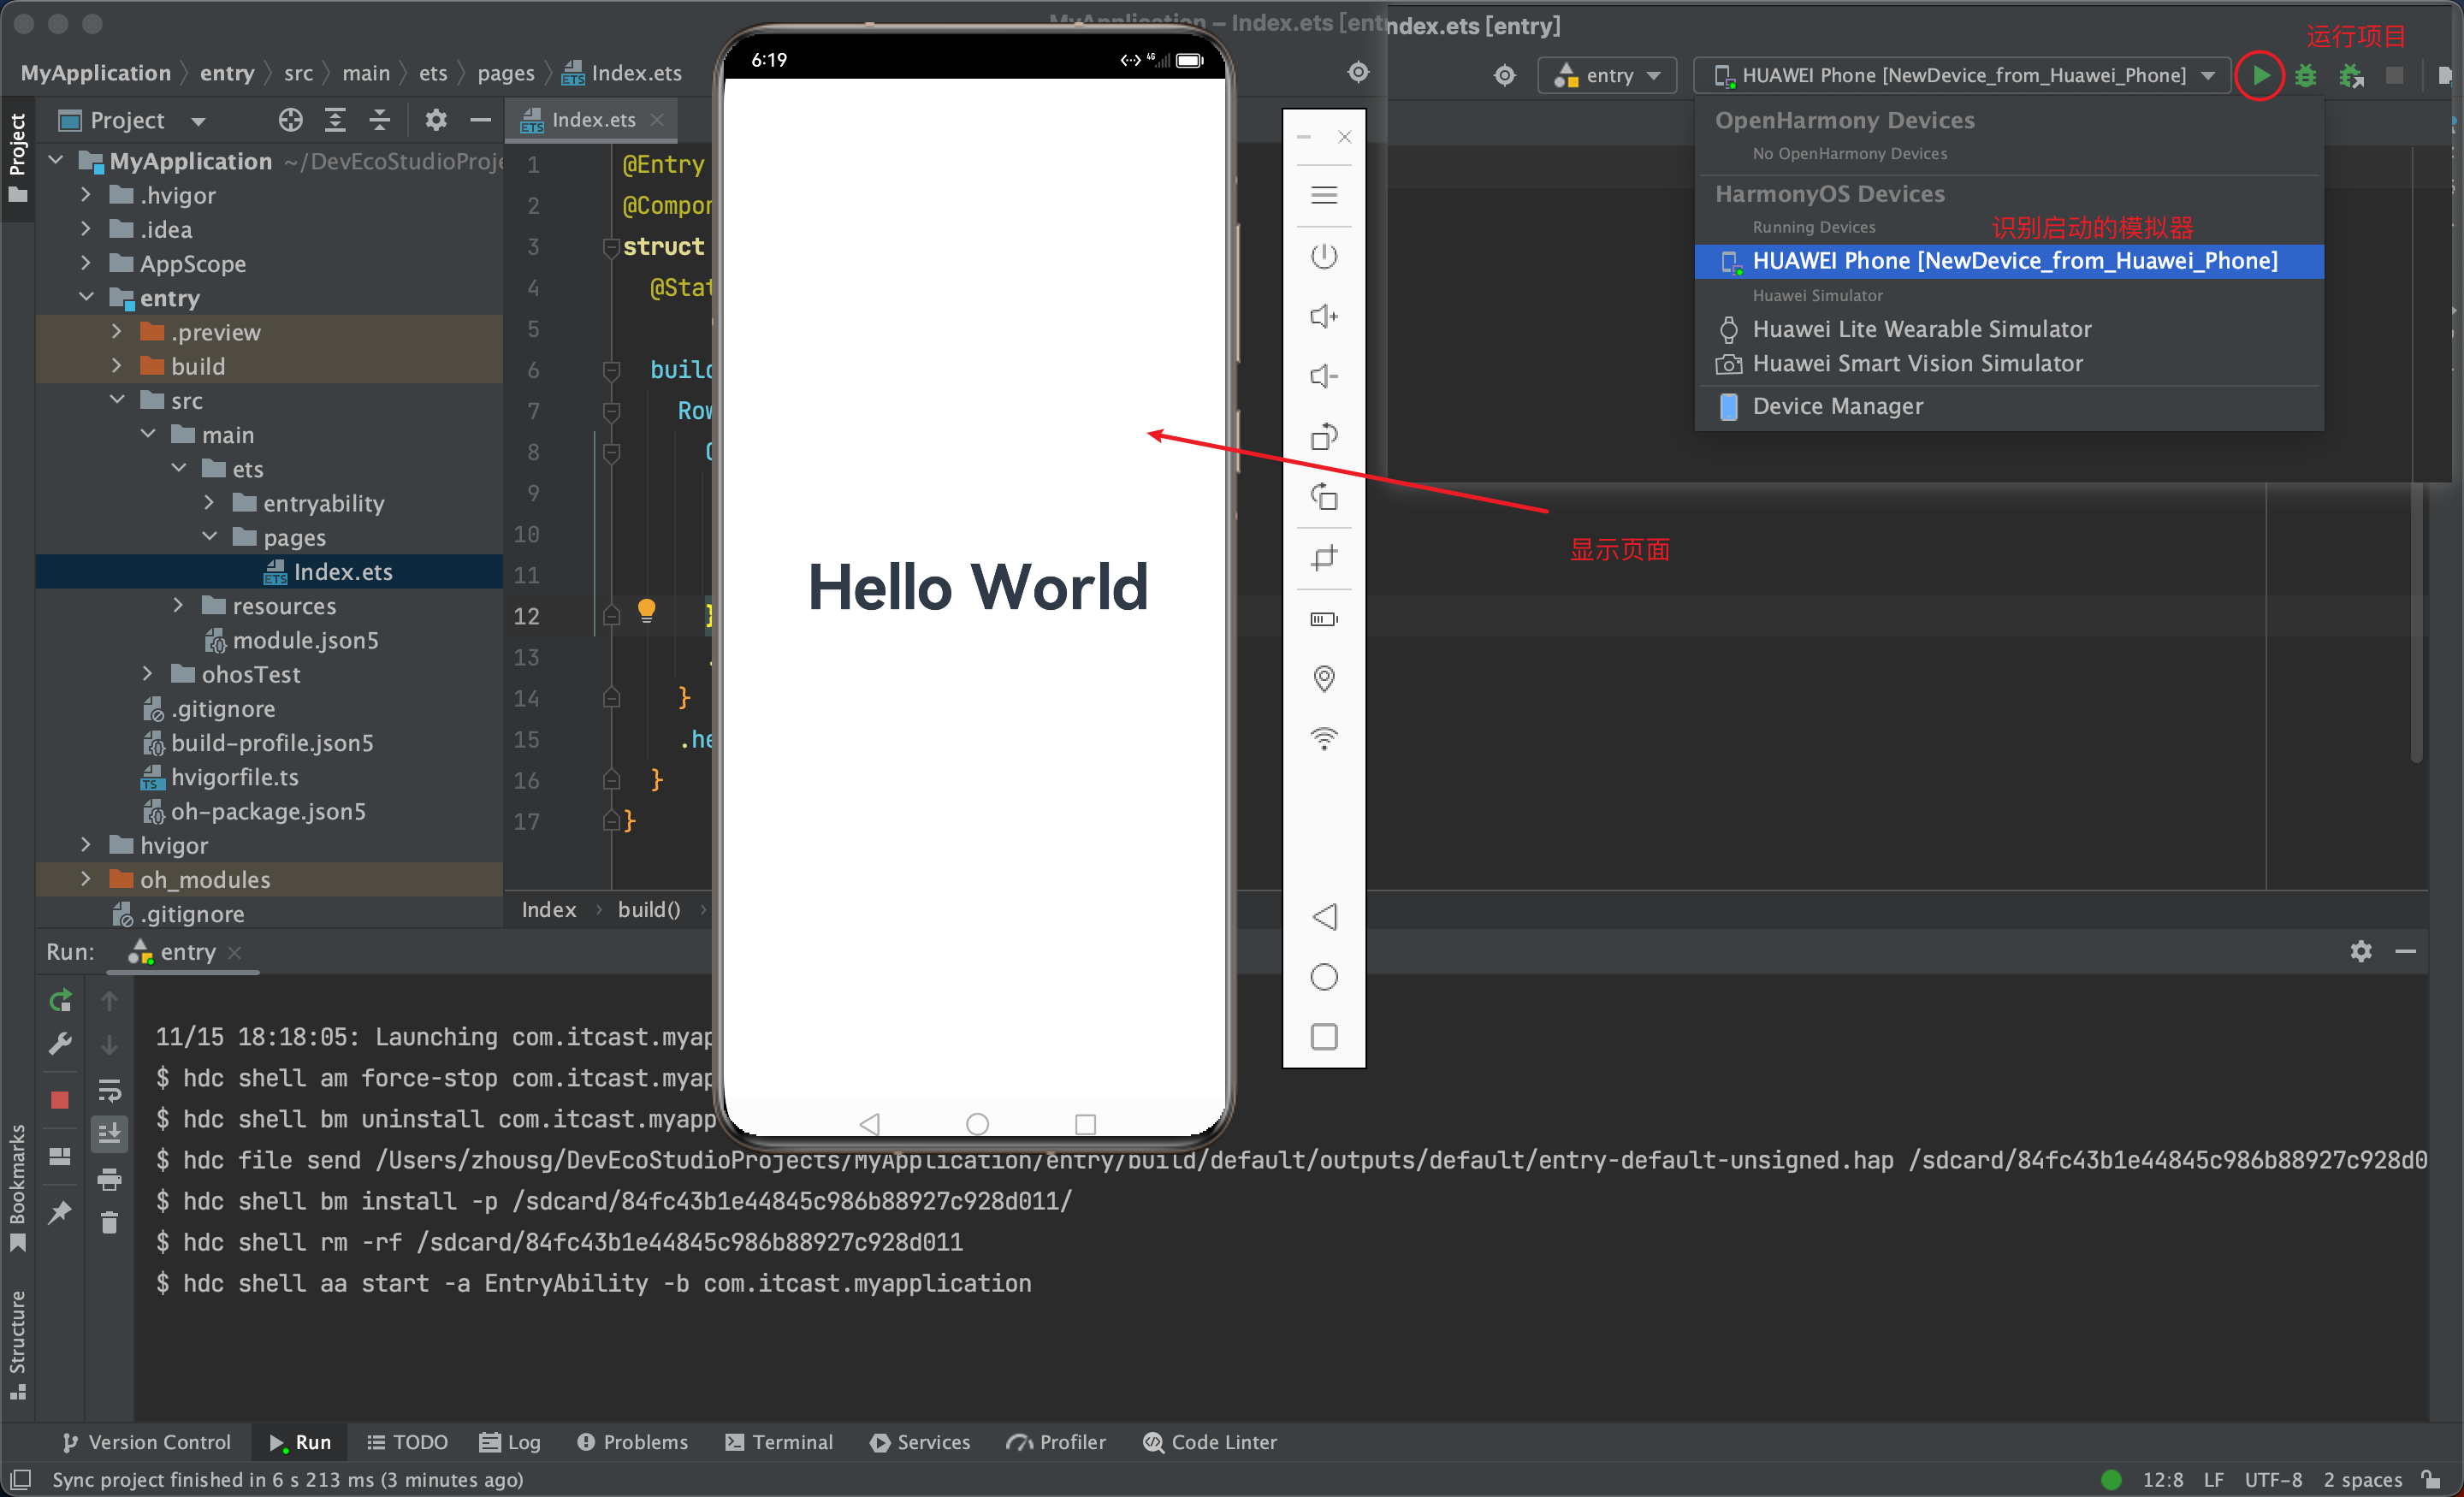 MyApplication – Index.ets [ent
ndex.ets [entry]
运行项目
MyApplication entry src main ets pages Index.ets
entry
HUAWEI Phone [NewDevice_from_Huawei_Phone]
OpenHarmony Devices
No OpenHarmony Devices
HarmonyOS Devices
Running Devices
识别启动的模拟器
HUAWEI Phone [NewDevice_from_Huawei_Phone]
Huawei Simulator
Huawei Lite Wearable Simulator
Huawei Smart Vision Simulator
Device Manager
Project
Project
Index.ets
MyApplication ~/DevEcoStudioProje
.hvigor
.idea
AppScope
entry
.preview
build
src
main
ets
entryability
pages
Index.ets
resources
module.json5
ohosTest
.gitignore
build-profile.json5
hvigorfile.ts
oh-package.json5
hvigor
oh_modules
.gitignore
1 @Entry
2 @Compon
3 struct
4 @Stat
5
6 build
7 Row
8 C
9
10
11
12 }
13 .
14 }
15 .he
16 }
17 }
Index build()
6:19
4G
Hello World
显示页面
Run: entry
11/15 18:18:05: Launching com.itcast.myap
$ hdc shell am force-stop com.itcast.myap
$ hdc shell bm uninstall com.itcast.myapp
$ hdc file send /Users/zhousg/DevEcoStudioProjects/MyApplication/entry/build/default/outputs/default/entry-default-unsigned.hap /sdcard/84fc43b1e44845c986b88927c928d0
$ hdc shell bm install -p /sdcard/84fc43b1e44845c986b88927c928d011/
$ hdc shell rm -rf /sdcard/84fc43b1e44845c986b88927c928d011
$ hdc shell aa start -a EntryAbility -b com.itcast.myapplication
Bookmarks
Structure
Version Control Run TODO Log Problems Terminal Services Profiler Code Linter
Sync project finished in 6 s 213 ms (3 minutes ago)
12:8 LF UTF-8 2 spaces